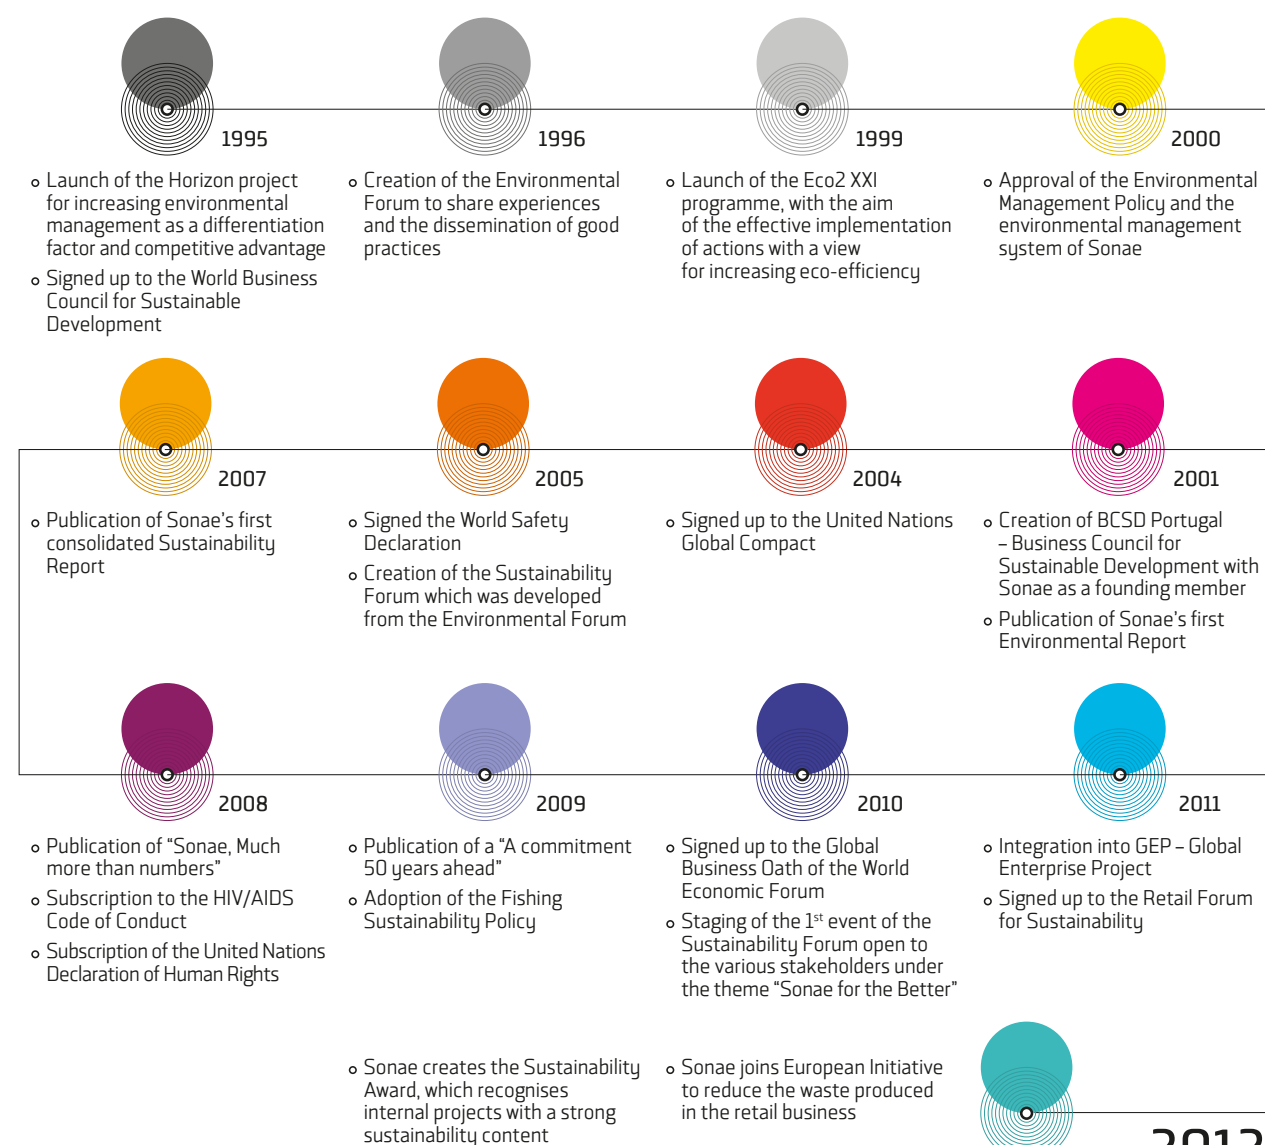 1995
Launch of the Horizon project
for increasing environmental
management as a differentiation
factor and competitive advantage
Signed up to the World Business
Council for Sustainable
Development
1996
Creation of the Environmental
Forum to share experiences
and the dissemination of good
practices
1999
Launch of the Eco2 XXI
programme, with the aim
of the effective implementation
of actions with a view
for increasing eco-efficiency
2000
Approval of the Environmental
Management Policy and the
environmental management
system of Sonae
2007
Publication of Sonae's first
consolidated Sustainability
Report
2005
Signed the World Safety
Declaration
Creation of the Sustainability
Forum which was developed
from the Environmental Forum
2004
Signed up to the United Nations
Global Compact
2001
Creation of BCSD Portugal
– Business Council for
Sustainable Development with
Sonae as a founding member
Publication of Sonae's first
Environmental Report
2008
Publication of “Sonae, Much
more than numbers”
Subscription to the HIV/AIDS
Code of Conduct
Subscription of the United Nations
Declaration of Human Rights
2009
Publication of a “A commitment
50 years ahead”
Adoption of the Fishing
Sustainability Policy
2010
Signed up to the Global
Business Oath of the World
Economic Forum
Staging of the 1st event of the
Sustainability Forum open to
the various stakeholders under
the theme “Sonae for the Better”
2011
Integration into GEP – Global
Enterprise Project
Signed up to the Retail Forum
for Sustainability
Sonae creates the Sustainability
Award, which recognises
internal projects with a strong
sustainability content
Sonae joins European Initiative
to reduce the waste produced
in the retail business